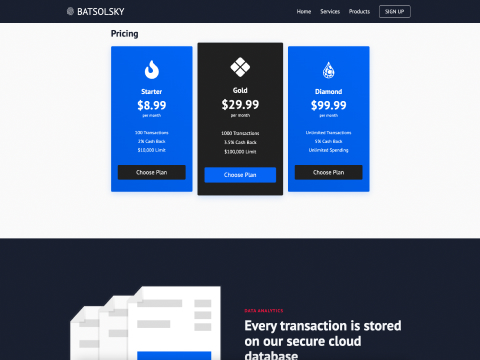 BATSOLSKY
Home Services Products SIGN UP
Pricing
Starter
$8.99
per month
100 Transactions
2% Cash Back
$10,000 Limit
Choose Plan
Gold
$29.99
per month
1000 Transactions
3.5% Cash Back
$100,000 Limit
Choose Plan
Diamond
$99.99
per month
Unlimited Transactions
5% Cash Back
Unlimited Spending
Choose Plan
DATA ANALYTICS
Every transaction is stored
on our secure cloud
database